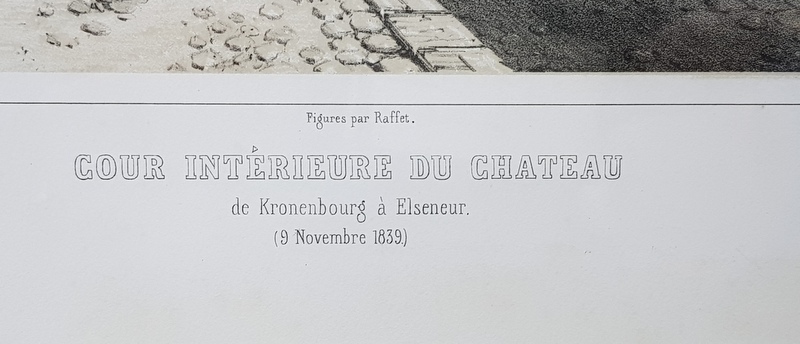 Figures par Raffet.
COUR INTÉRIEURE DU CHATEAU
de Kronenbourg à Elseneur.
(9 Novembre 1839.)